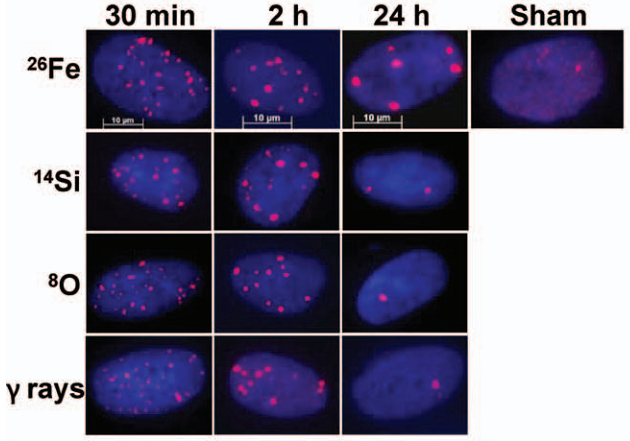 30 min 2 h 24 h Sham
²⁶Fe
10 μm 10 μm 10 μm
¹⁴Si
⁸O
γ rays